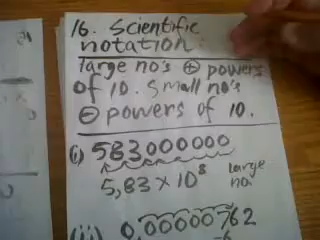 16. Scientific
notation:
large no's ⊕ powers
of 10. Small no's
⊖ powers of 10.
(i) 583000000
5,83 × 10⁸ large
no.
(ii) 0,00000762